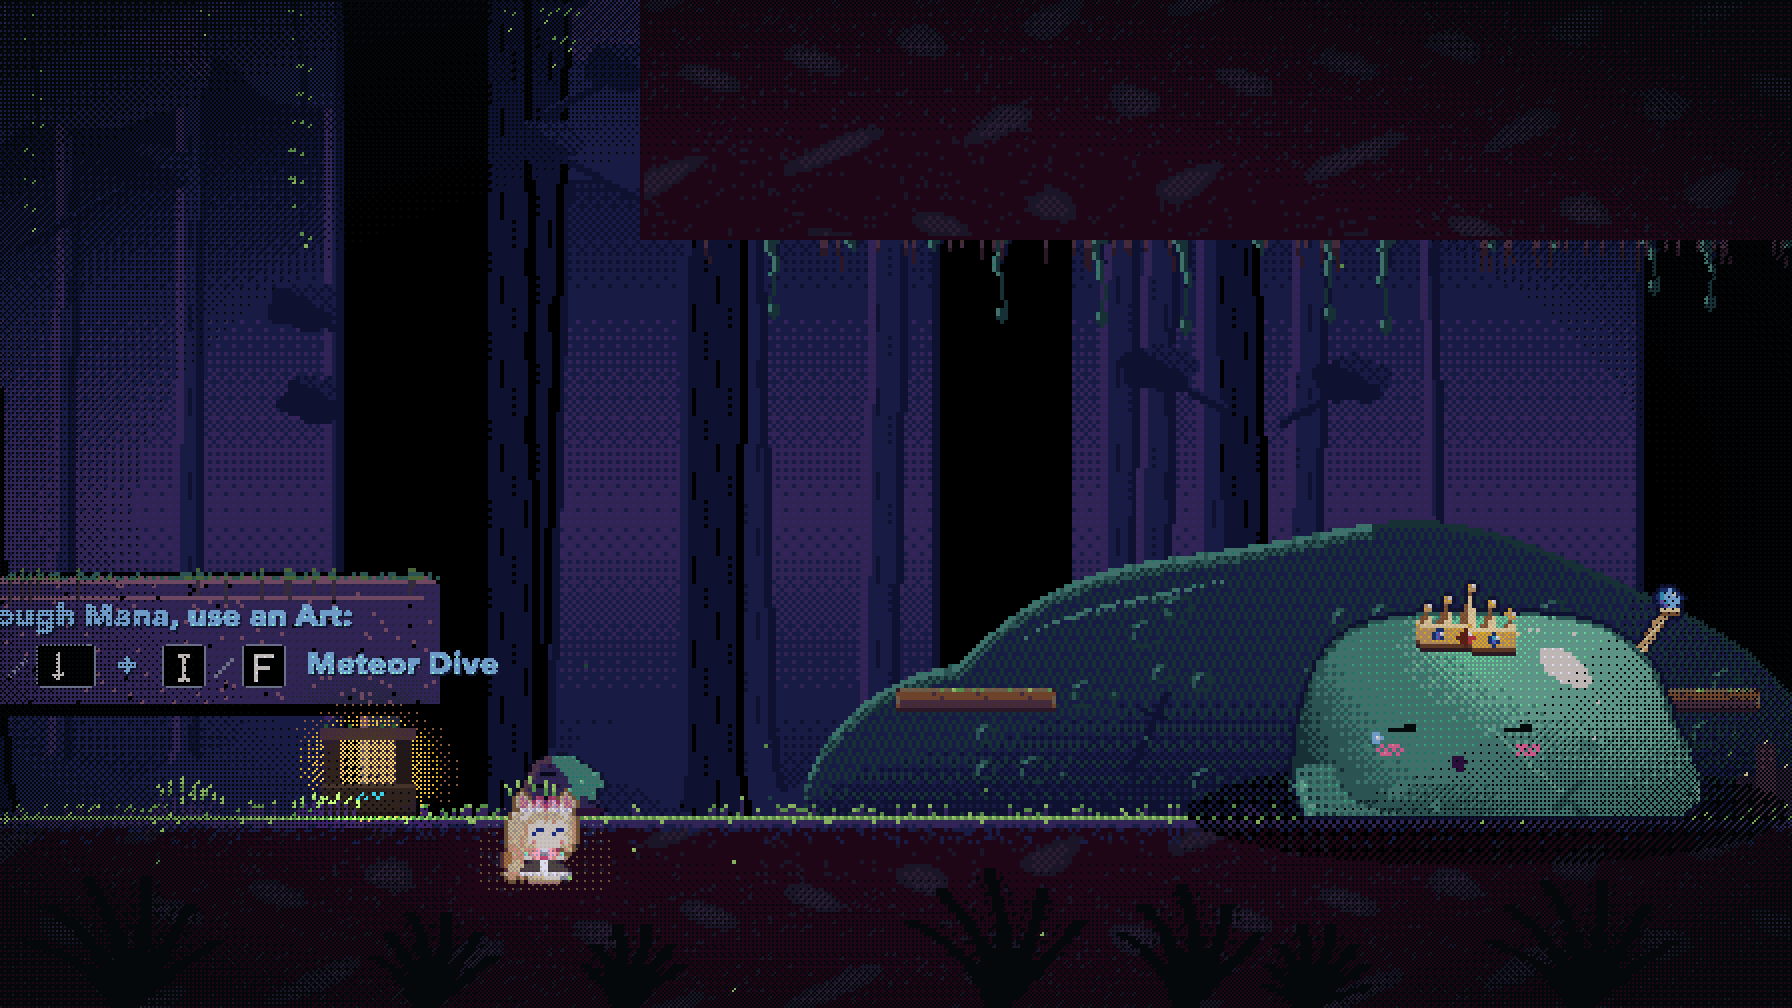 ough Mana, use an Art:
/ ↓ + I / F Meteor Dive